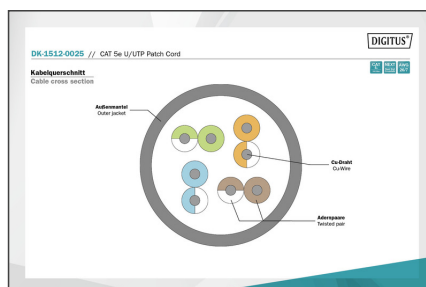 DIGITUS®
DK-1512-0025 // CAT 5e U/UTP Patch Cord
Kabelquerschnitt
Cable cross section
Außenmantel
Outer jacket
Cu-Draht
Cu-Wire
Aderspaare
Twisted pair